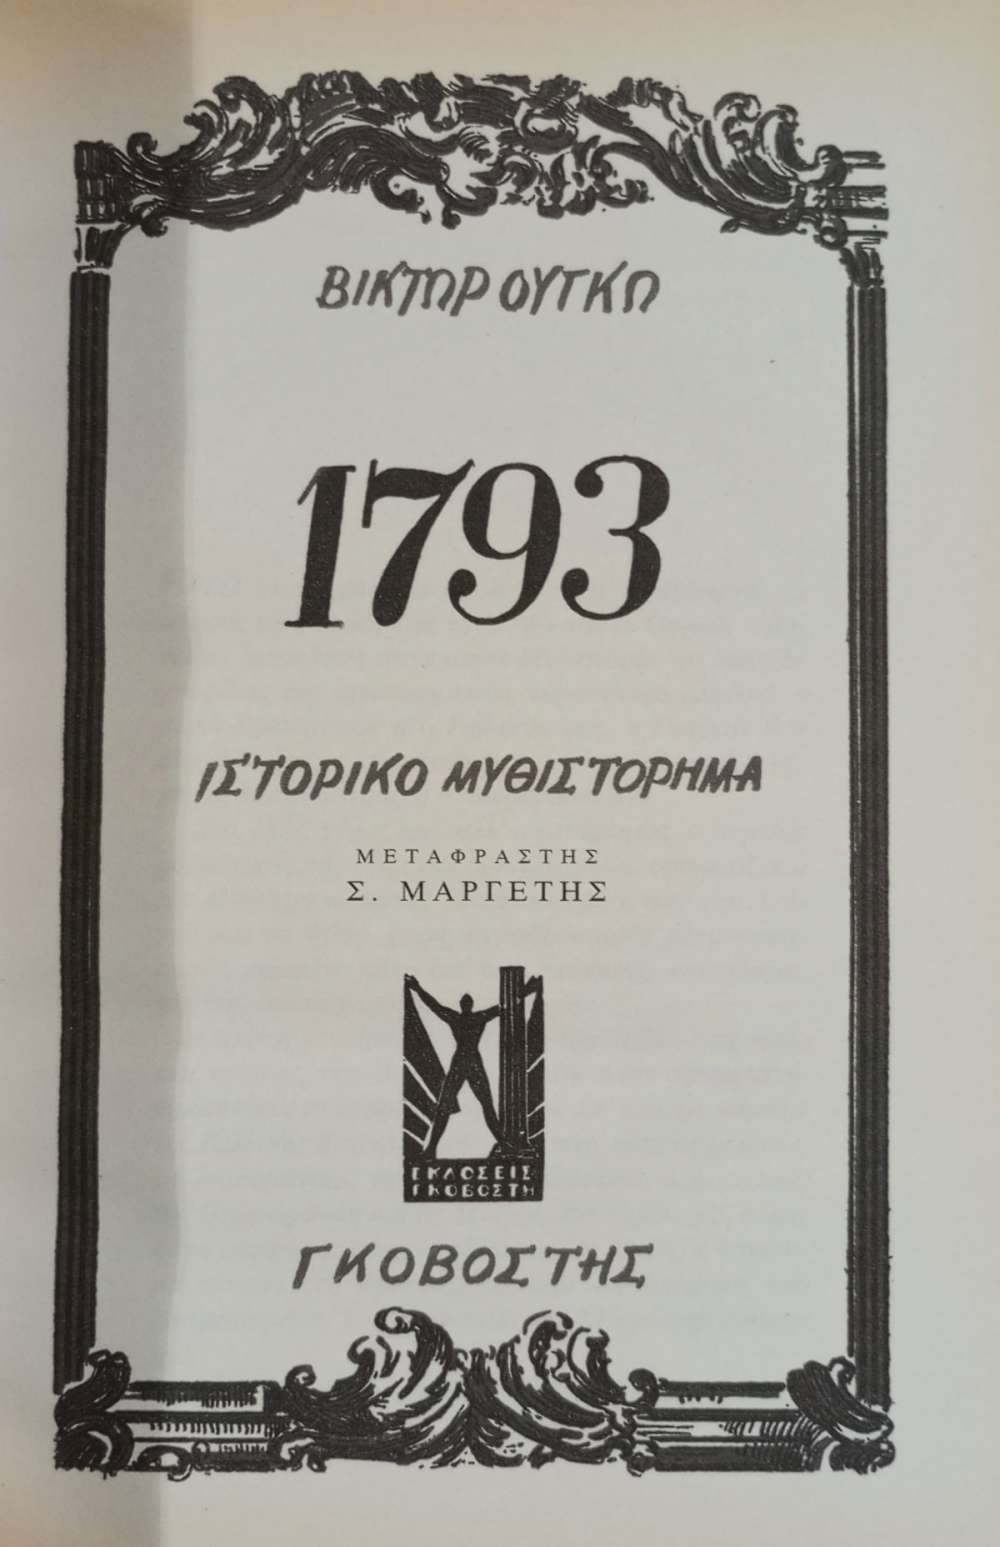 ΒΙΚΤΩΡ ΟΥΓΚΩ
1793
ΙΣΤΟΡΙΚΟ ΜΥΘΙΣΤΟΡΗΜΑ
ΜΕΤΑΦΡΑΣΤΗΣ
Σ. ΜΑΡΓΕΤΗΣ
ΕΚΔΟΣΕΙΣ
ΓΚΟΒΟΣΤΗ
ΓΚΟΒΟΣΤΗΣ